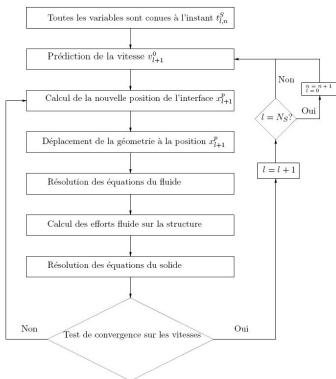 Toutes les variables sont conues à l'instant t^S_{l,n}
Prédiction de la vitesse v^0_{l+1}
Calcul de la nouvelle position de l'interface x^p_{l+1}
Déplacement de la géometrie à la position x^p_{l+1}
Résolution des équations du fluide
Calcul des efforts fluide sur la structure
Résolution des équations du solide
Test de convergence sur les vitesses
Non
Oui
l = l + 1
l = N_S?
Non
Oui
n = n + 1
l = 0